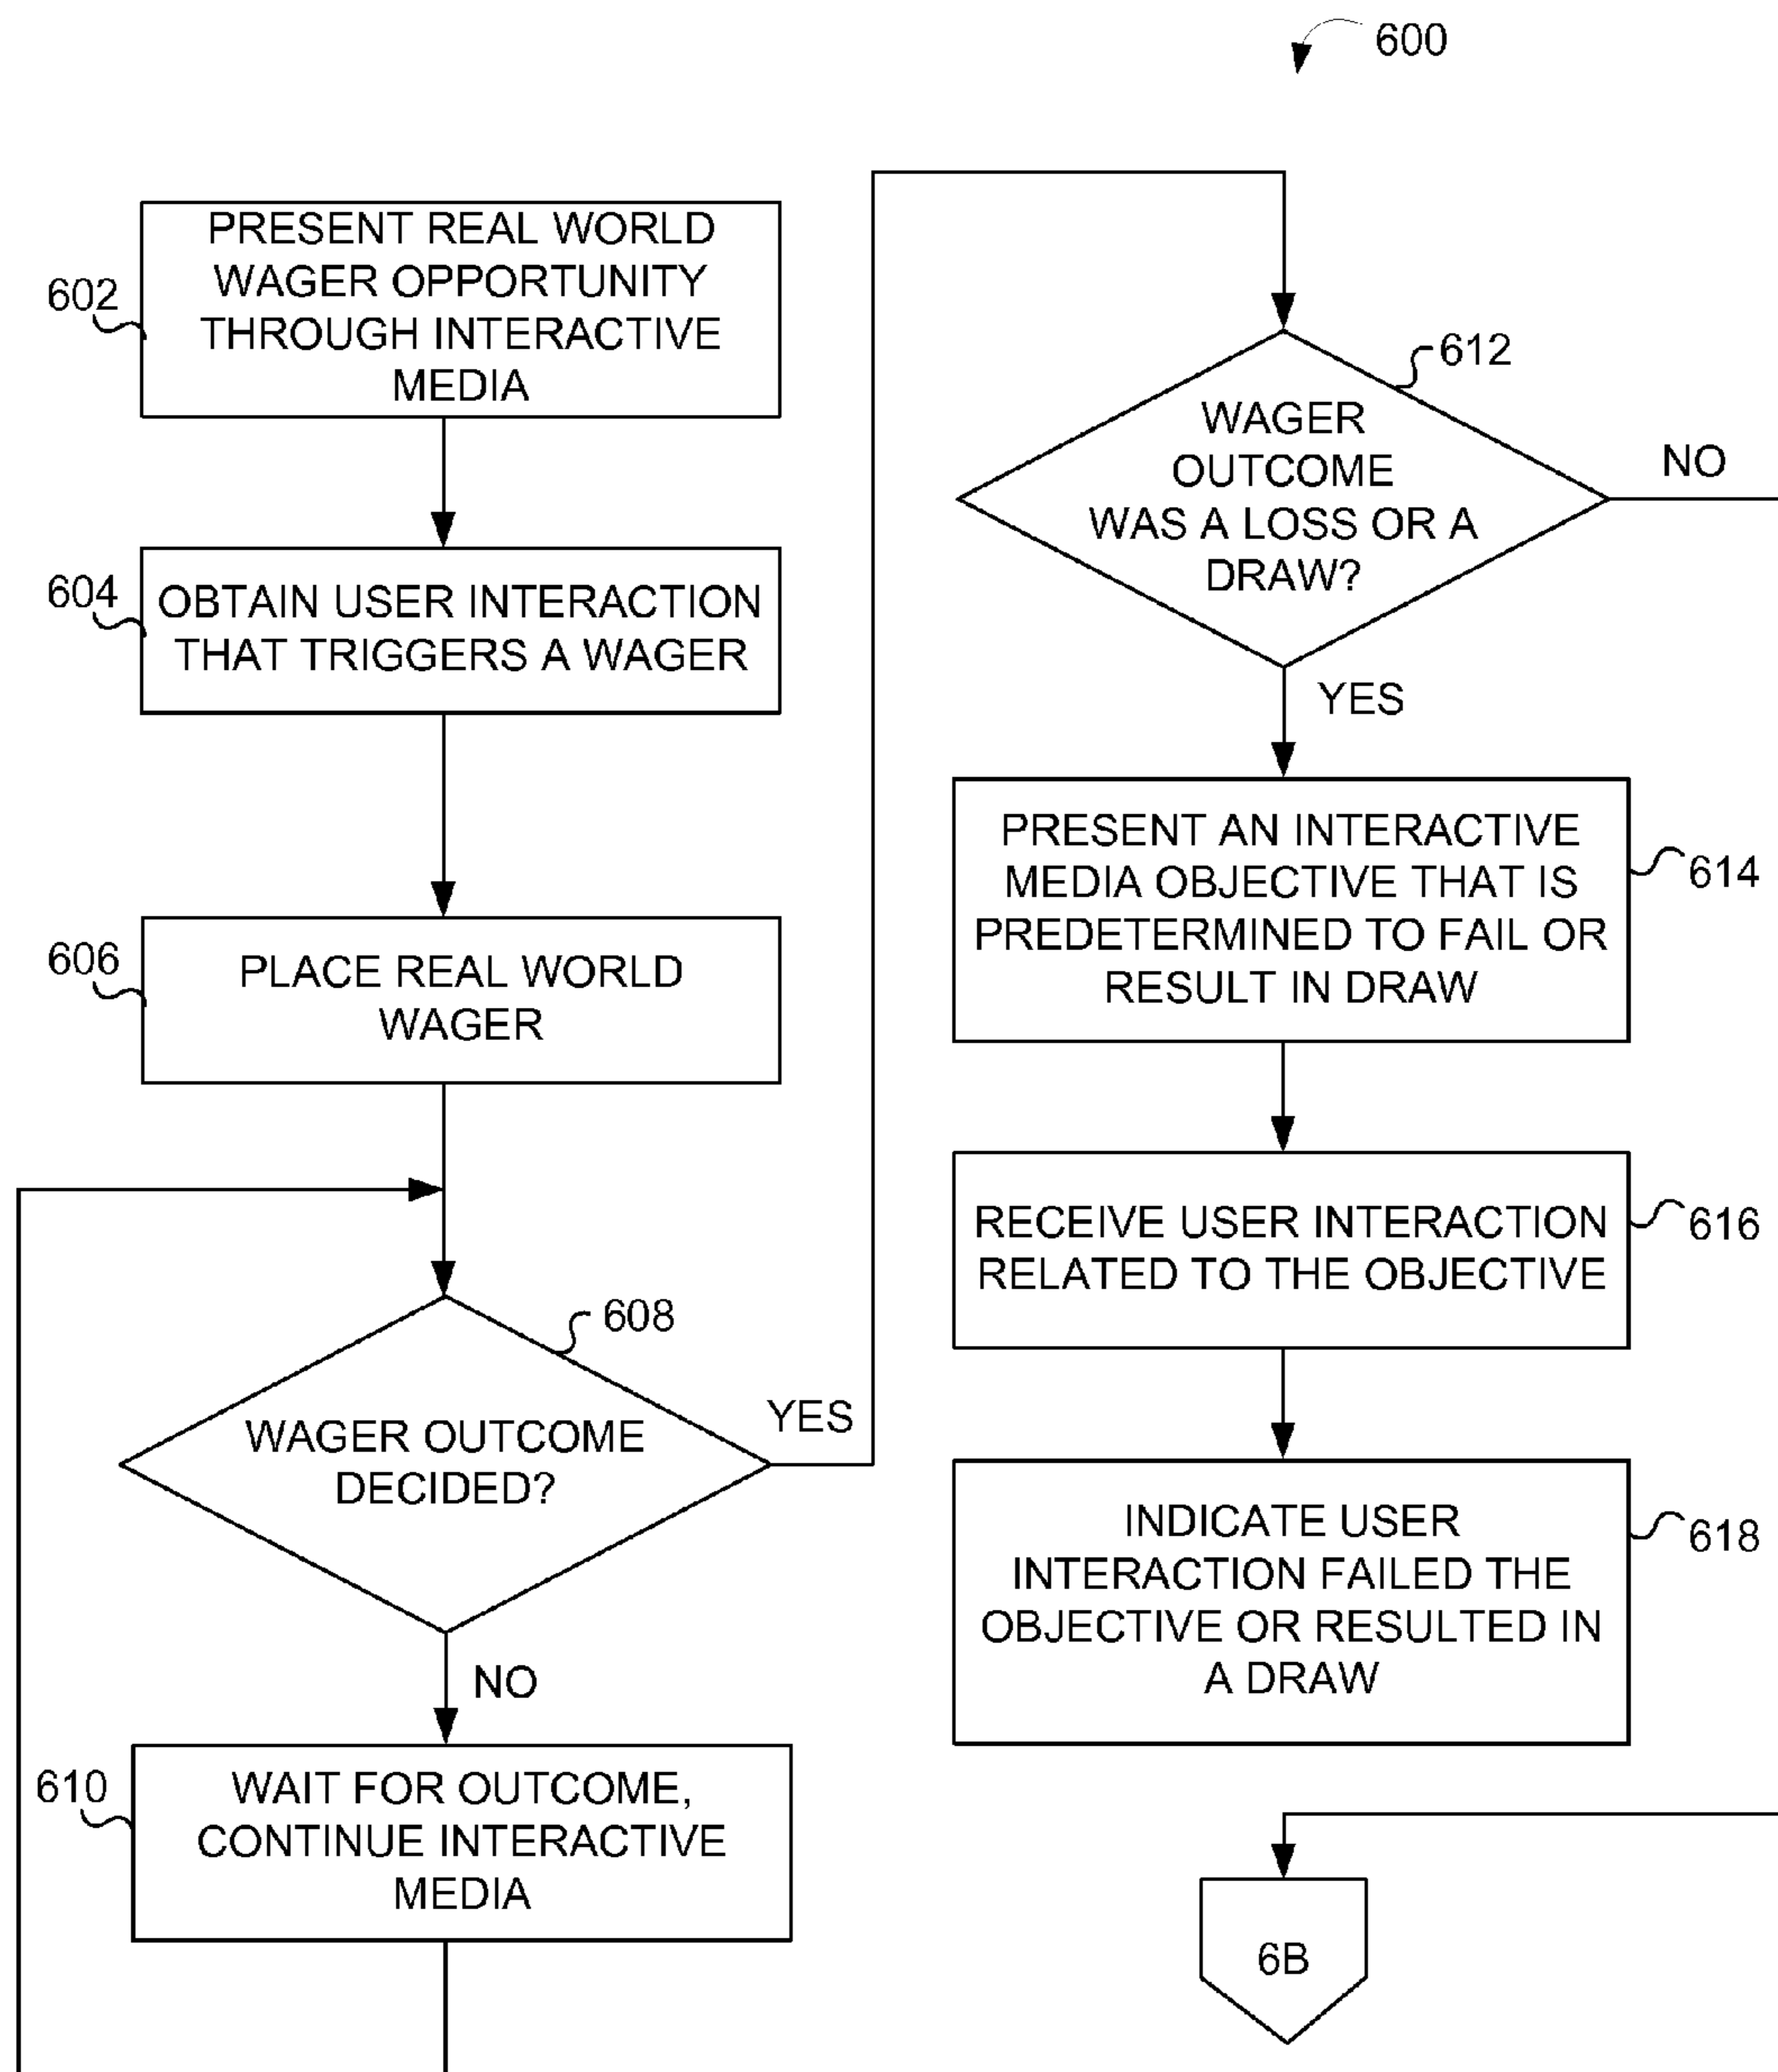 600
602
PRESENT REAL WORLD
WAGER OPPORTUNITY
THROUGH INTERACTIVE
MEDIA
604
OBTAIN USER INTERACTION
THAT TRIGGERS A WAGER
606
PLACE REAL WORLD
WAGER
608
WAGER OUTCOME
DECIDED?
YES
NO
610
WAIT FOR OUTCOME,
CONTINUE INTERACTIVE
MEDIA
612
WAGER
OUTCOME
WAS A LOSS OR A
DRAW?
NO
YES
PRESENT AN INTERACTIVE
MEDIA OBJECTIVE THAT IS
PREDETERMINED TO FAIL OR
RESULT IN DRAW
614
RECEIVE USER INTERACTION
RELATED TO THE OBJECTIVE
616
INDICATE USER
INTERACTION FAILED THE
OBJECTIVE OR RESULTED IN
A DRAW
618
6B